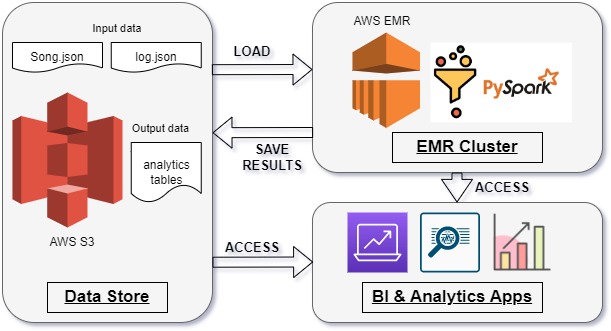 Input data
Song.json
log.json
Output data
analytics
tables
AWS S3
Data Store
LOAD
SAVE
RESULTS
ACCESS
AWS EMR
PySpark
EMR Cluster
ACCESS
BI & Analytics Apps